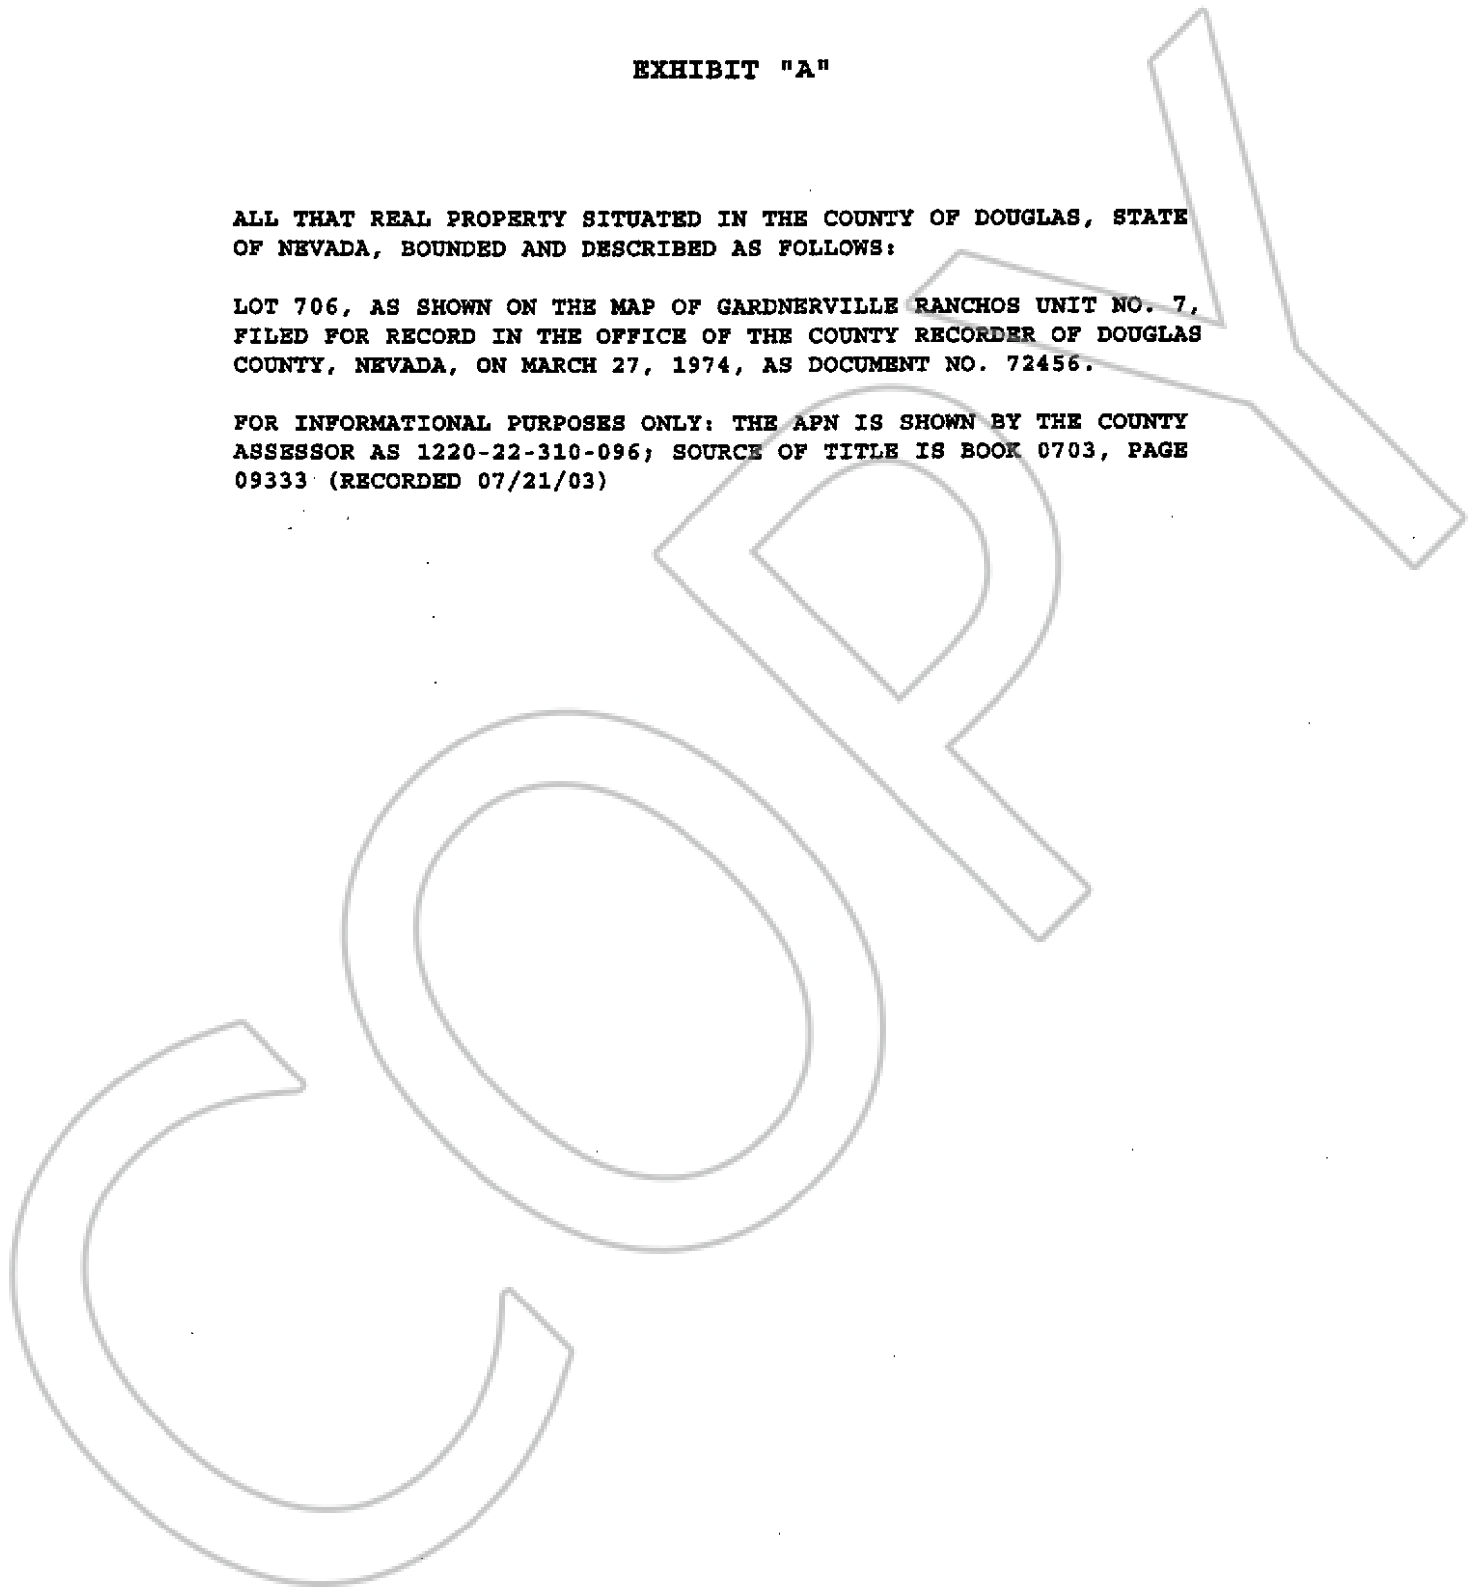 EXHIBIT "A"
ALL THAT REAL PROPERTY SITUATED IN THE COUNTY OF DOUGLAS, STATE
OF NEVADA, BOUNDED AND DESCRIBED AS FOLLOWS:
LOT 706, AS SHOWN ON THE MAP OF GARDNERVILLE RANCHOS UNIT NO. 7,
FILED FOR RECORD IN THE OFFICE OF THE COUNTY RECORDER OF DOUGLAS
COUNTY, NEVADA, ON MARCH 27, 1974, AS DOCUMENT NO. 72456.
FOR INFORMATIONAL PURPOSES ONLY: THE APN IS SHOWN BY THE COUNTY
ASSESSOR AS 1220-22-310-096; SOURCE OF TITLE IS BOOK 0703, PAGE
09333 (RECORDED 07/21/03)
COPY